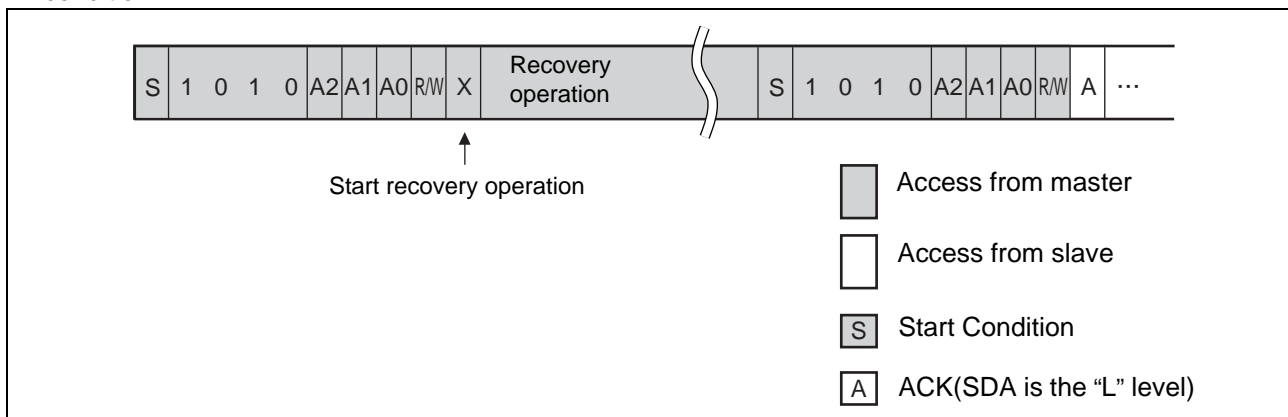 S 1 0 1 0 A2 A1 A0 R/W X Recovery operation S 1 0 1 0 A2 A1 A0 R/W A ...
Start recovery operation
Access from master
Access from slave
S Start Condition
A ACK(SDA is the “L” level)